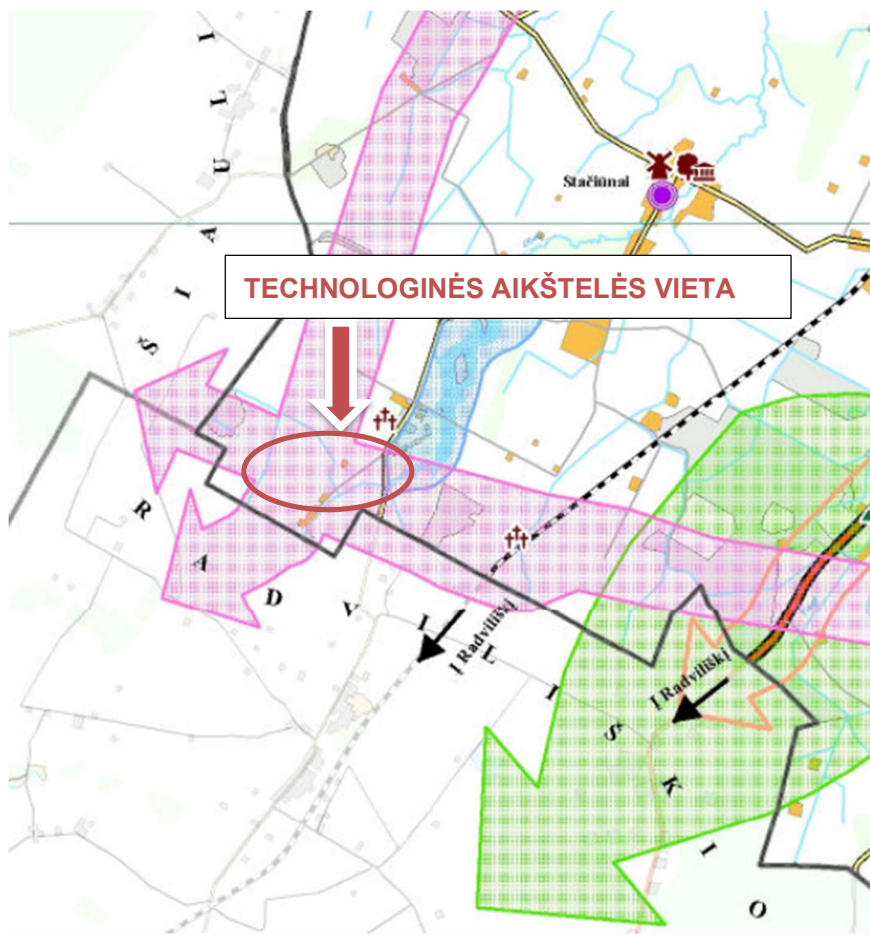 ŠIAULI
Stačiūnai
TECHNOLOGINĖS AIKŠTELĖS VIETA
RADVILIŠKIO
Į Radviliškį
Į Radviliškį